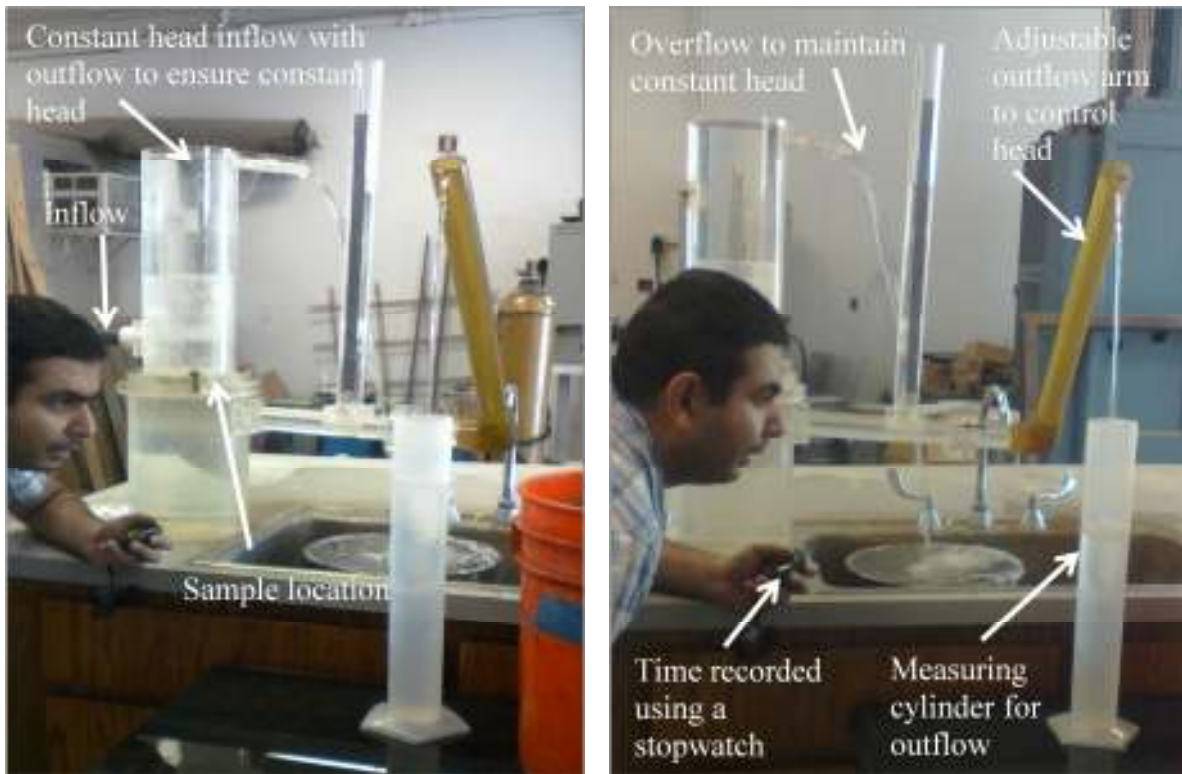 Constant head inflow with
outflow to ensure constant
head
inflow
Sample location
Overflow to maintain
constant head
Adjustable
outflow arm
to control
head
Time recorded
using a
stopwatch
Measuring
cylinder for
outflow